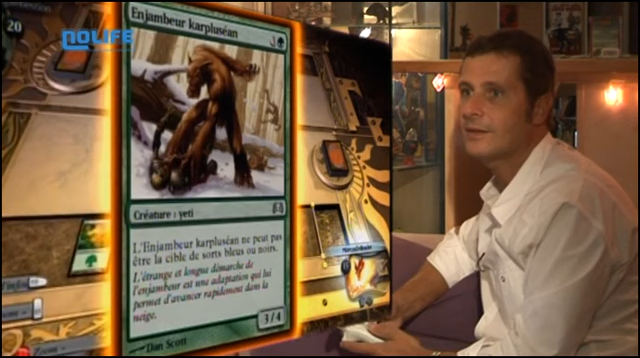 20
NOLIFE
Enjambeur karpluséan
3
Créature : yeti
L'Enjambeur karpluséan ne peut pas
être la cible de sorts bleus ou noirs.
L'étrange et longue démarche de
l'enjambeur est une adaptation qui lui
permet d'avancer rapidement dans la
neige.
3/4
Dan Scott
Zoom